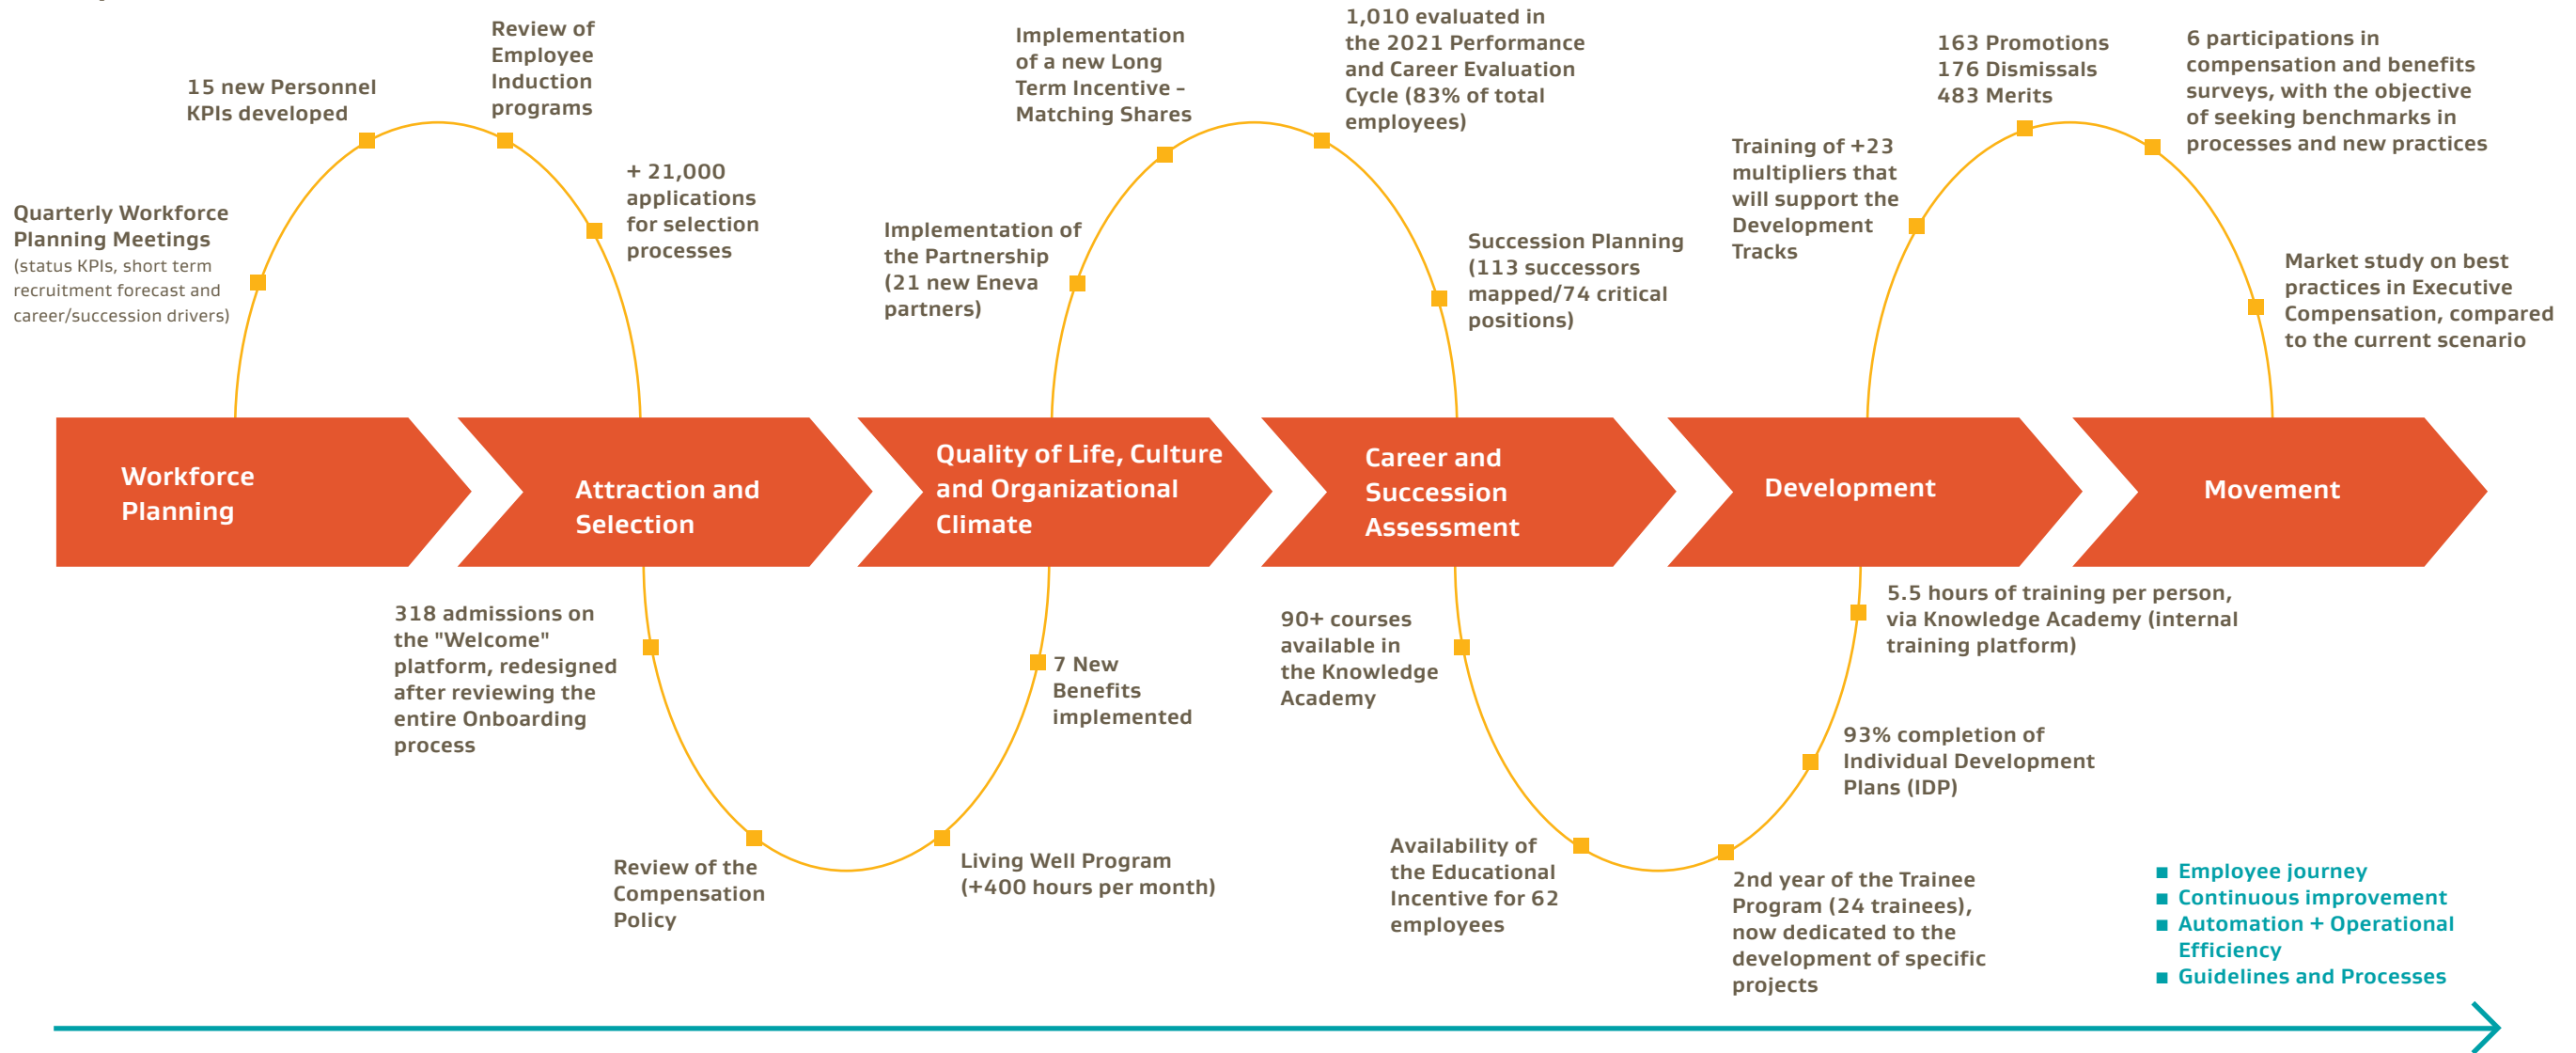 Quarterly Workforce
Planning Meetings
(status KPIs, short term
recruitment forecast and
career/succession drivers)
15 new Personnel
KPIs developed
Review of
Employee
Induction
programs
+ 21,000
applications
for selection
processes
Implementation of
the Partnership
(21 new Eneva
partners)
Implementation
of a new Long
Term Incentive –
Matching Shares
1,010 evaluated in
the 2021 Performance
and Career Evaluation
Cycle (83% of total
employees)
Succession Planning
(113 successors
mapped/74 critical
positions)
Training of +23
multipliers that
will support the
Development
Tracks
163 Promotions
176 Dismissals
483 Merits
6 participations in
compensation and benefits
surveys, with the objective
of seeking benchmarks in
processes and new practices
Market study on best
practices in Executive
Compensation, compared
to the current scenario
Workforce
Planning
Attraction and
Selection
Quality of Life, Culture
and Organizational
Climate
Career and
Succession
Assessment
Development
Movement
318 admissions on
the "Welcome"
platform, redesigned
after reviewing the
entire Onboarding
process
Review of the
Compensation
Policy
Living Well Program
(+400 hours per month)
7 New
Benefits
implemented
90+ courses
available in
the Knowledge
Academy
Availability of
the Educational
Incentive for 62
employees
2nd year of the Trainee
Program (24 trainees),
now dedicated to the
development of specific
projects
93% completion of
Individual Development
Plans (IDP)
5.5 hours of training per person,
via Knowledge Academy (internal
training platform)
Employee journey
Continuous improvement
Automation + Operational
Efficiency
Guidelines and Processes